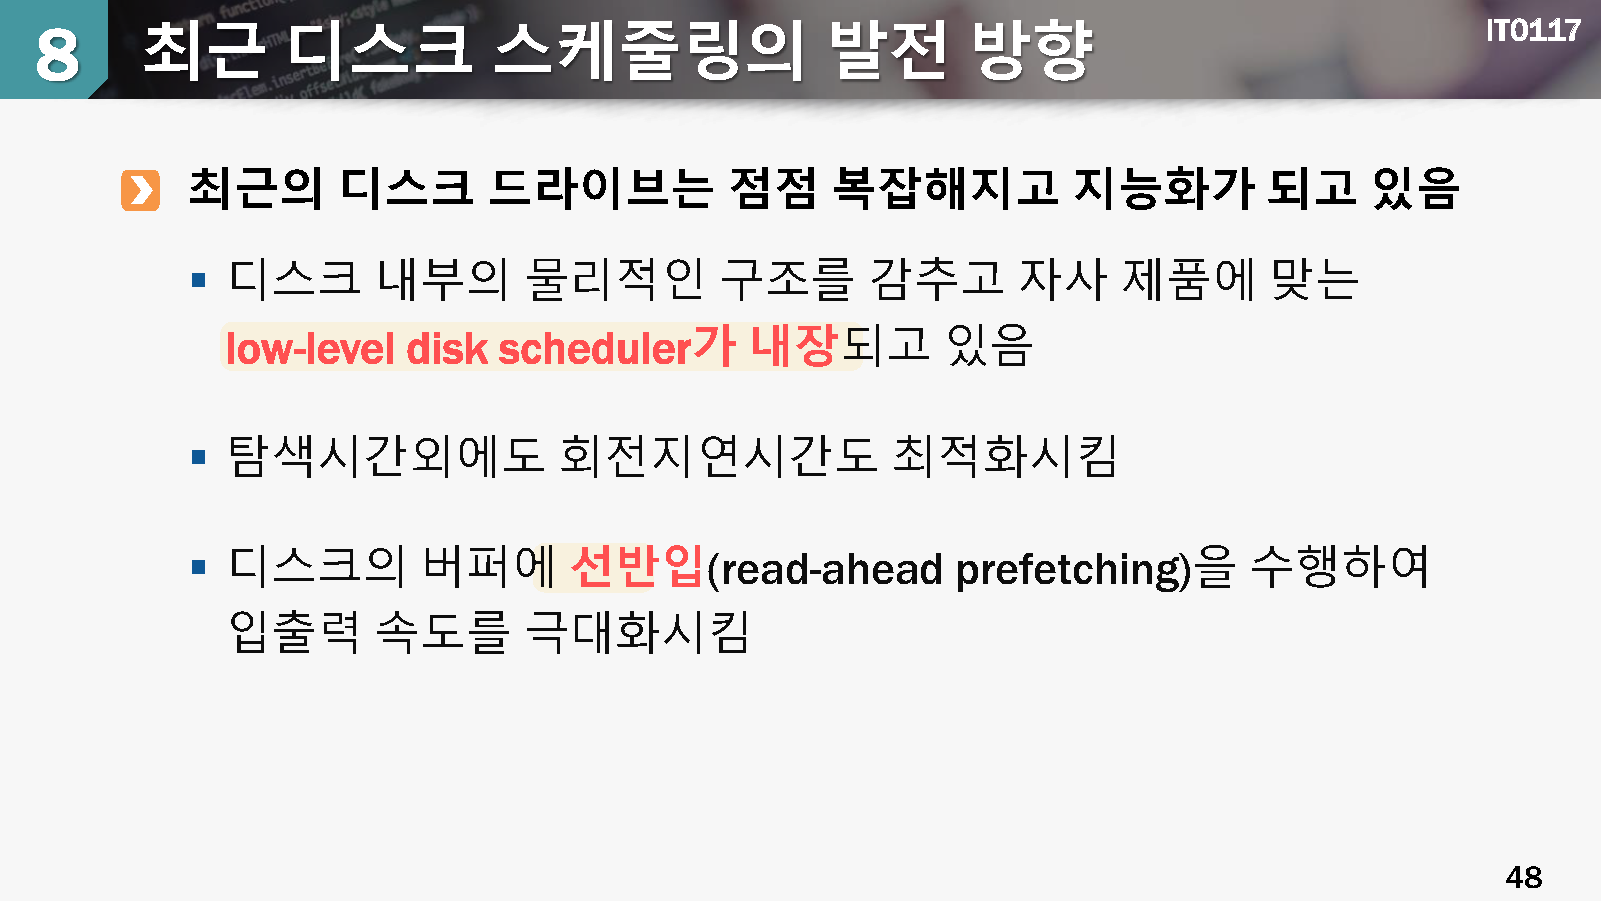 8 최근 디스크 스케줄링의 발전 방향
IT0117
최근의 디스크 드라이브는 점점 복잡해지고 지능화가 되고 있음
디스크 내부의 물리적인 구조를 감추고 자사 제품에 맞는
low-level disk scheduler가 내장되고 있음
탐색시간외에도 회전지연시간도 최적화시킴
디스크의 버퍼에 선반입(read-ahead prefetching)을 수행하여
입출력 속도를 극대화시킴
48